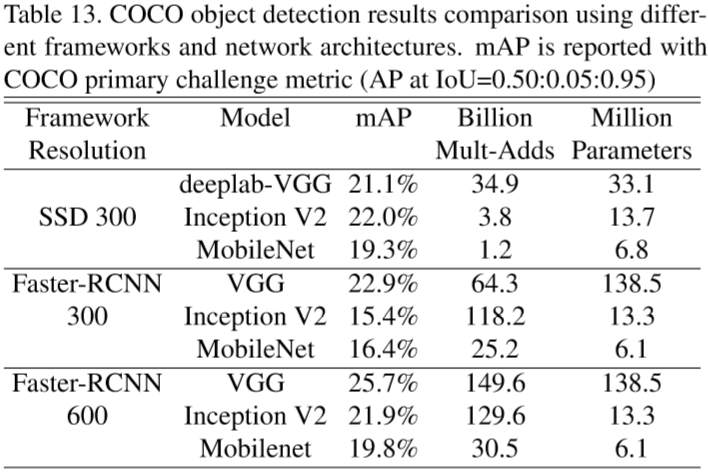 Table 13. COCO object detection results comparison using differ-
ent frameworks and network architectures. mAP is reported with
COCO primary challenge metric (AP at IoU=0.50:0.05:0.95)
Framework Model mAP Billion Million
Resolution Mult-Adds Parameters
deeplab-VGG 21.1% 34.9 33.1
SSD 300 Inception V2 22.0% 3.8 13.7
MobileNet 19.3% 1.2 6.8
Faster-RCNN VGG 22.9% 64.3 138.5
300 Inception V2 15.4% 118.2 13.3
MobileNet 16.4% 25.2 6.1
Faster-RCNN VGG 25.7% 149.6 138.5
600 Inception V2 21.9% 129.6 13.3
Mobilenet 19.8% 30.5 6.1